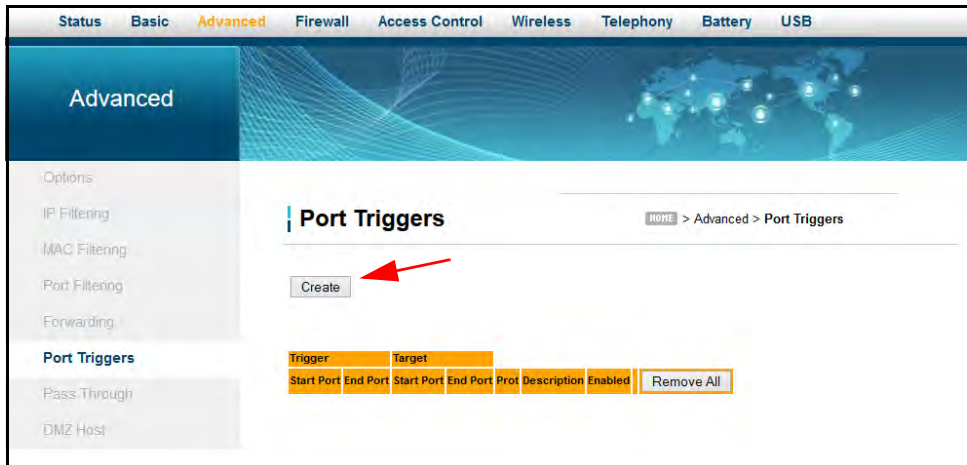 Status Basic Advanced Firewall Access Control Wireless Telephony Battery USB
Advanced
Options
IP Filtering
MAC Filtering
Port Filtering
Forwarding
Port Triggers
Pass Through
DMZ Host
Port Triggers
HOME > Advanced > Port Triggers
Create
Trigger Target
Start Port End Port Start Port End Port Prot Description Enabled Remove All